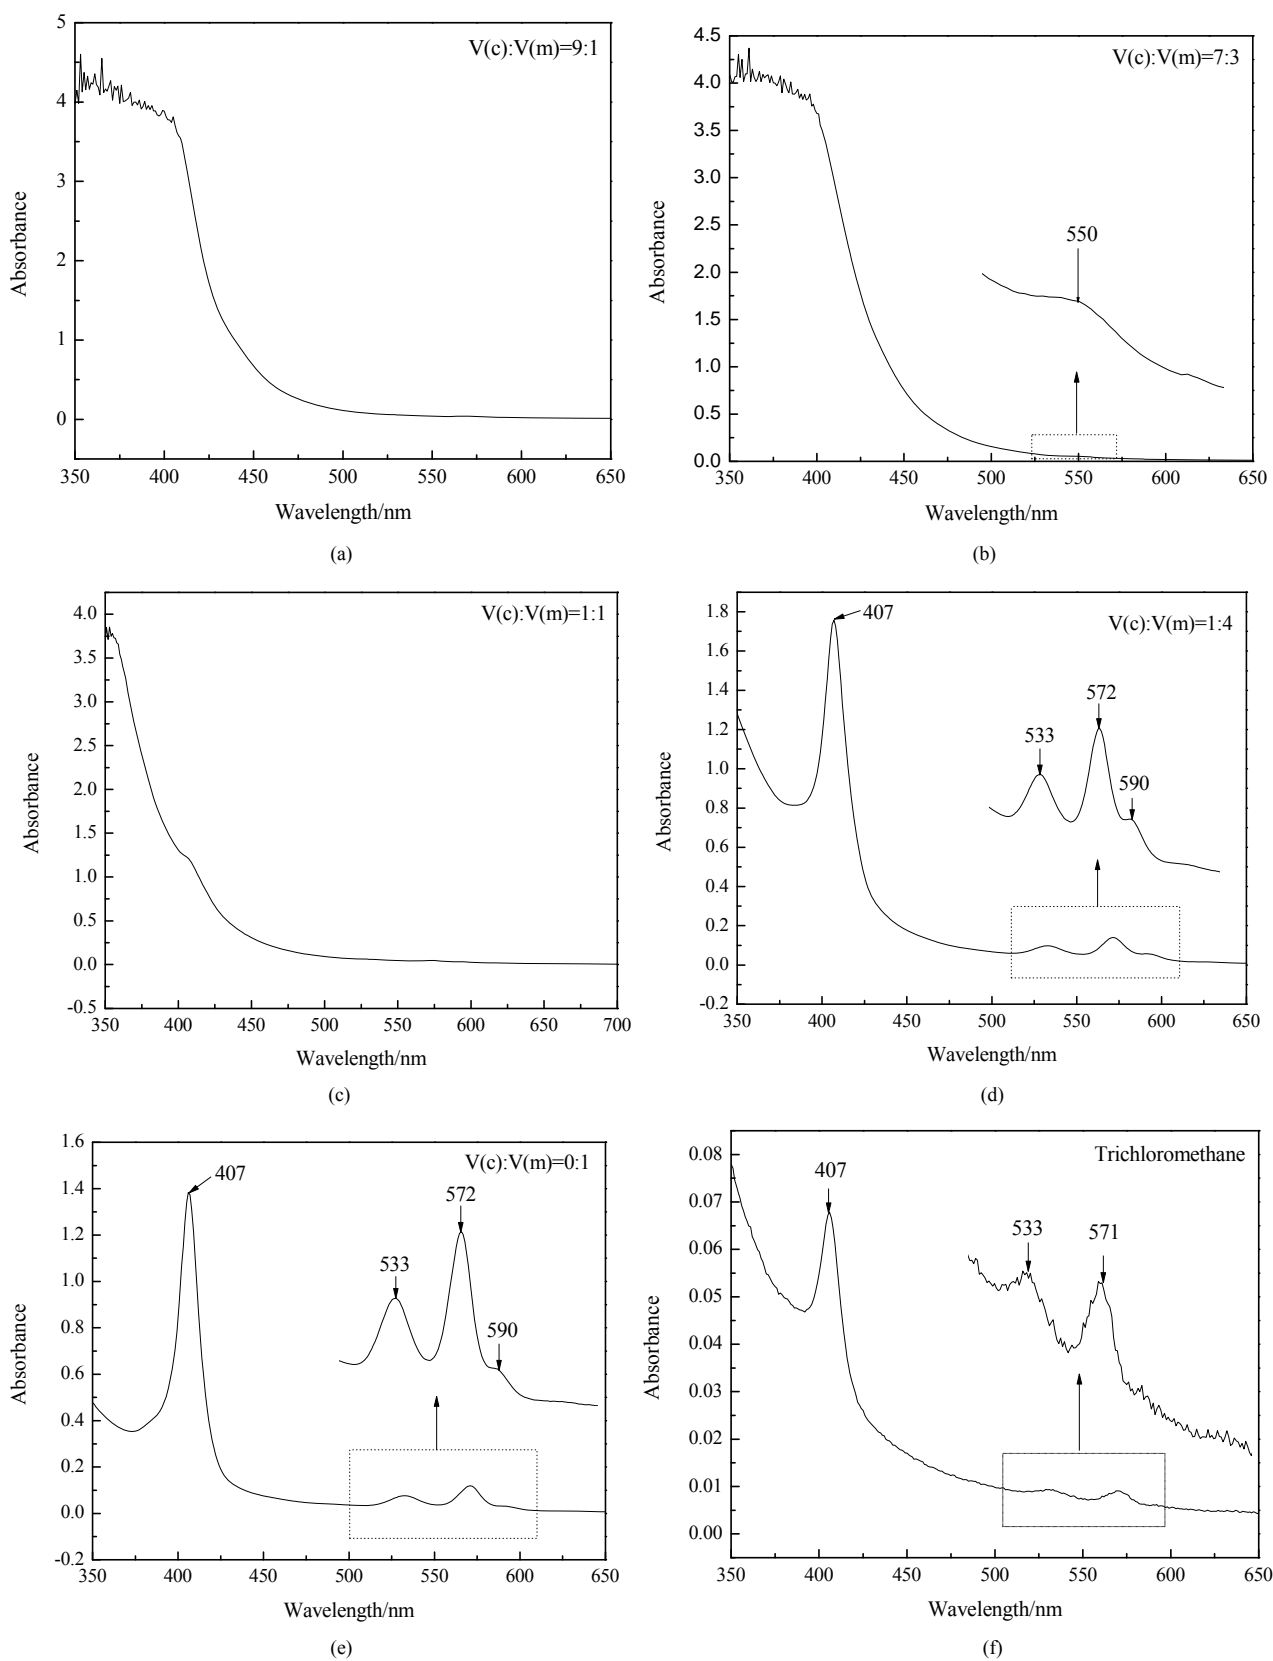 V(c):V(m)=9:1
5
4
3
2
1
0
350 400 450 500 550 600 650
Absorbance
Wavelength/nm
(a)
V(c):V(m)=7:3
4.5
4.0
3.5
3.0
2.5
2.0
1.5
1.0
0.5
0.0
550
350 400 450 500 550 600 650
Absorbance
Wavelength/nm
(b)
V(c):V(m)=1:1
4.0
3.5
3.0
2.5
2.0
1.5
1.0
0.5
0.0
-0.5
350 400 450 500 550 600 650 700
Absorbance
Wavelength/nm
(c)
V(c):V(m)=1:4
1.8
1.6
1.4
1.2
1.0
0.8
0.6
0.4
0.2
0.0
-0.2
407
533
572
590
350 400 450 500 550 600 650
Absorbance
Wavelength/nm
(d)
V(c):V(m)=0:1
1.6
1.4
1.2
1.0
0.8
0.6
0.4
0.2
0.0
-0.2
407
533
572
590
350 400 450 500 550 600 650
Absorbance
Wavelength/nm
(e)
Trichloromethane
0.08
0.07
0.06
0.05
0.04
0.03
0.02
0.01
0.00
407
533
571
350 400 450 500 550 600 650
Absorbance
Wavelength/nm
(f)